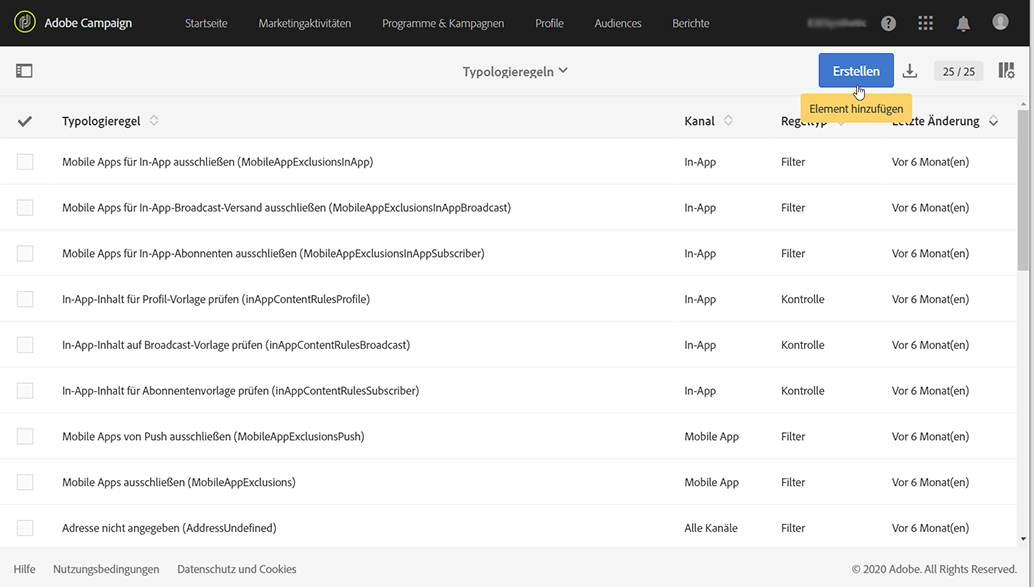 Adobe Campaign Startseite Marketingaktivitäten Programme & Kampagnen Profile Audiences Berichte
Typologieregeln Erstellen 25 / 25
Element hinzufügen
Typologieregel Kanal Regeltyp Letzte Änderung
Mobile Apps für In-App ausschließen (MobileAppExclusionsInApp) In-App Filter Vor 6 Monat(en)
Mobile Apps für In-App-Broadcast-Versand ausschließen (MobileAppExclusionsInAppBroadcast) In-App Filter Vor 6 Monat(en)
Mobile Apps für In-App-Abonnenten ausschließen (MobileAppExclusionsInAppSubscriber) In-App Filter Vor 6 Monat(en)
In-App-Inhalt für Profil-Vorlage prüfen (inAppContentRulesProfile) In-App Kontrolle Vor 6 Monat(en)
In-App-Inhalt auf Broadcast-Vorlage prüfen (inAppContentRulesBroadcast) In-App Kontrolle Vor 6 Monat(en)
In-App-Inhalt für Abonnentenvorlage prüfen (inAppContentRulesSubscriber) In-App Kontrolle Vor 6 Monat(en)
Mobile Apps von Push ausschließen (MobileAppExclusionsPush) Mobile App Filter Vor 6 Monat(en)
Mobile Apps ausschließen (MobileAppExclusions) Mobile App Filter Vor 6 Monat(en)
Adresse nicht angegeben (AddressUndefined) Alle Kanäle Filter Vor 6 Monat(en)
Hilfe Nutzungsbedingungen Datenschutz und Cookies © 2020 Adobe. All Rights Reserved.